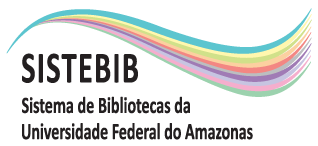 SISTEBIB
Sistema de Bibliotecas da
Universidade Federal do Amazonas